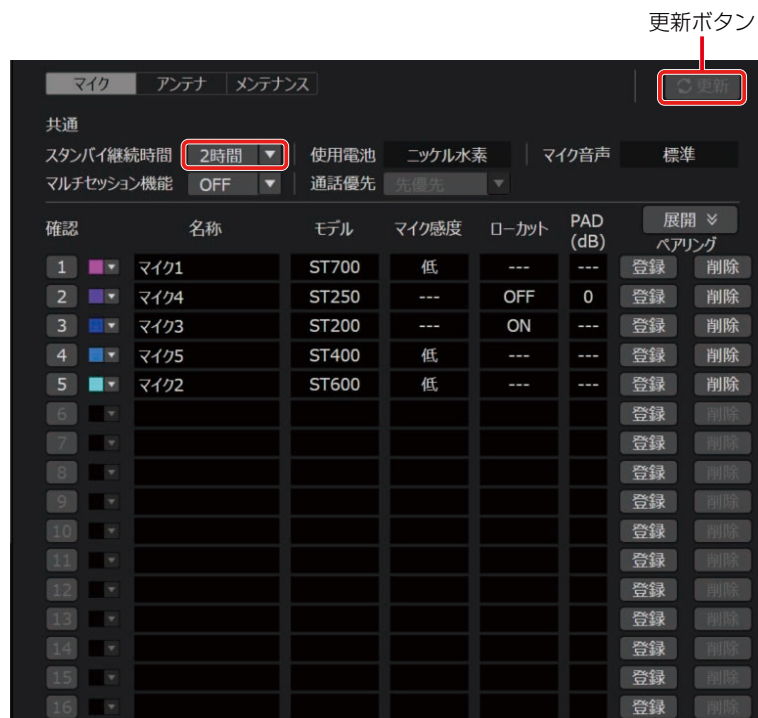 更新ボタン
マイク アンテナ メンテナンス 更新
共通
スタンバイ継続時間 2時間 使用電池 ニッケル水素 マイク音声 標準
マルチセッション機能 OFF 通話優先 先優先
確認 名称 モデル マイク感度 ローカット PAD (dB) 展開 ペアリング
1 マイク1 ST700 低 --- --- 登録 削除
2 マイク4 ST250 --- OFF 0 登録 削除
3 マイク3 ST200 --- ON --- 登録 削除
4 マイク5 ST400 低 --- --- 登録 削除
5 マイク2 ST600 低 --- --- 登録 削除
6 登録 削除
7 登録 削除
8 登録 削除
9 登録 削除
10 登録 削除
11 登録 削除
12 登録 削除
13 登録 削除
14 登録 削除
15 登録 削除
16 登録 削除